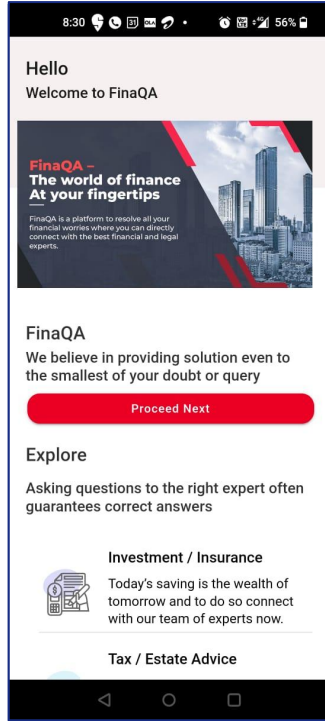 8:30
31
OLA
4G
56%
Hello
Welcome to FinaQA
FinaQA –
The world of finance
At your fingertips
FinaQA is a platform to resolve all your
financial worries where you can directly
connect with the best financial and legal
experts.
FinaQA
We believe in providing solution even to
the smallest of your doubt or query
Proceed Next
Explore
Asking questions to the right expert often
guarantees correct answers
Investment / Insurance
Today's saving is the wealth of
tomorrow and to do so connect
with our team of experts now.
Tax / Estate Advice